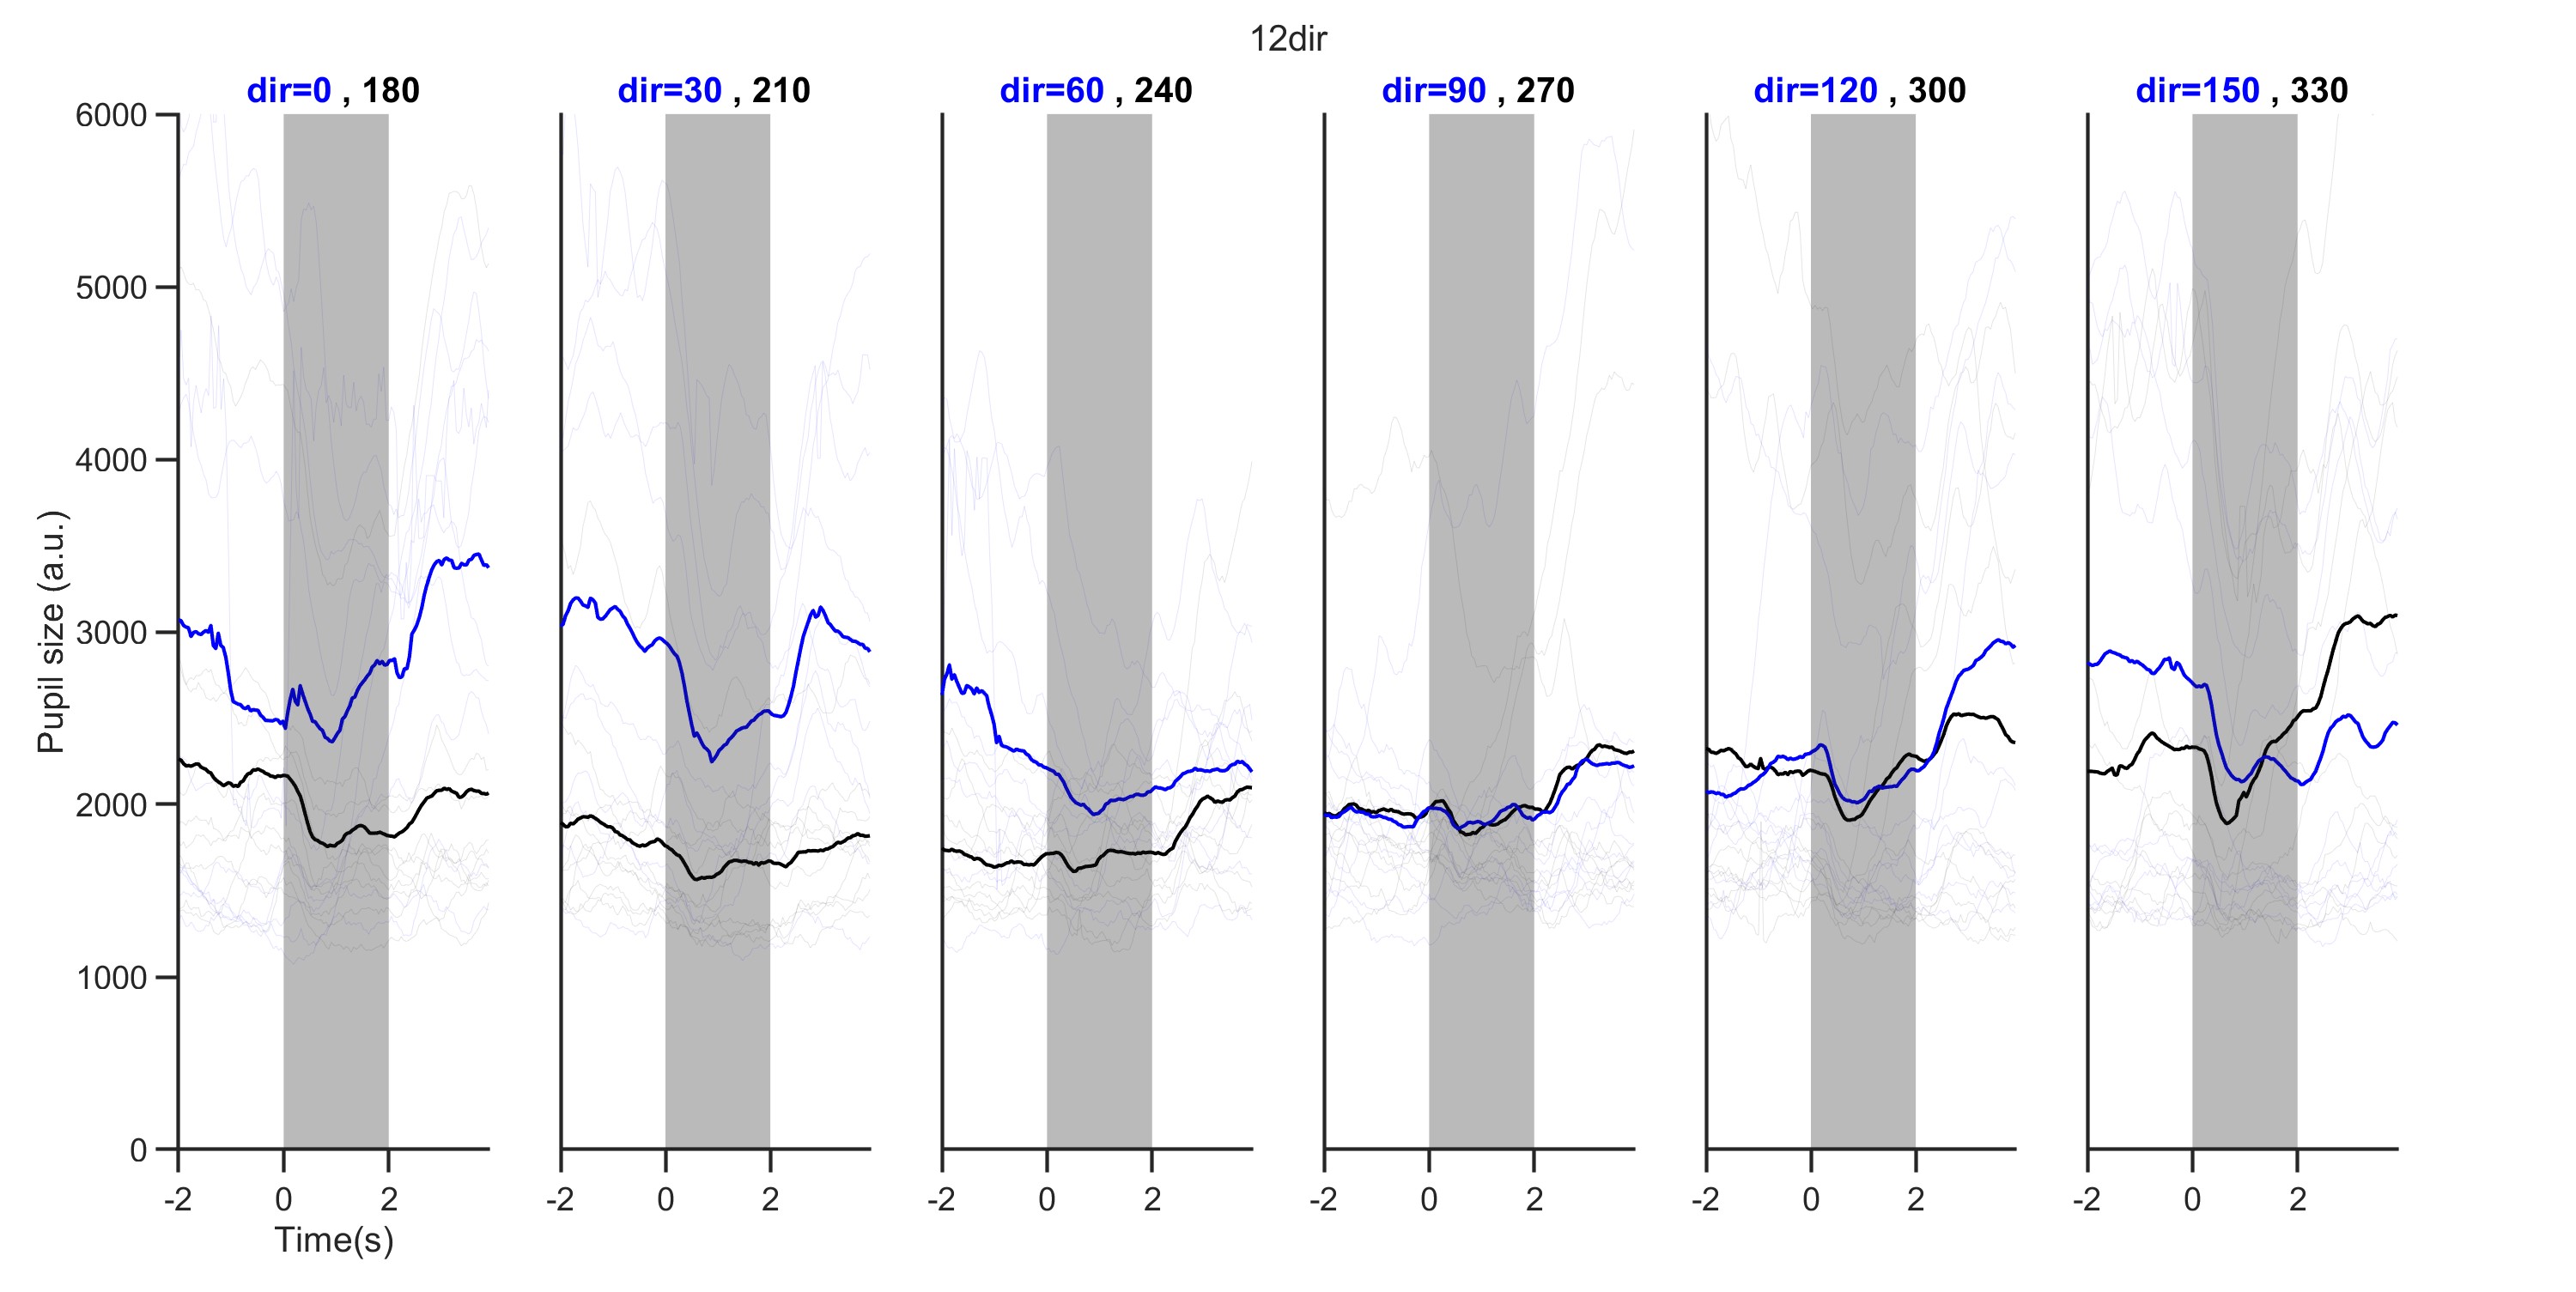 12dir
dir=0 , 180
dir=30 , 210
dir=60 , 240
dir=90 , 270
dir=120 , 300
dir=150 , 330
Pupil size (a.u.)
6000
5000
4000
3000
2000
1000
0
-2 0 2
-2 0 2
-2 0 2
-2 0 2
-2 0 2
-2 0 2
Time(s)